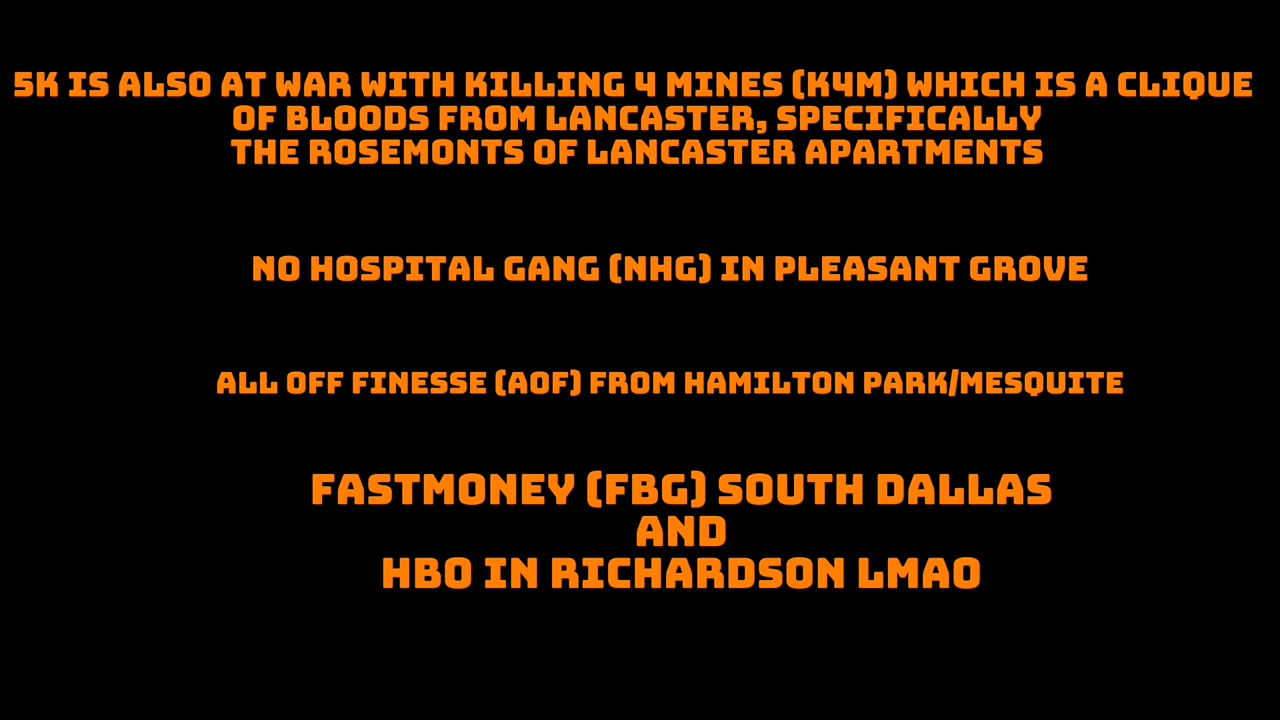 5K IS ALSO AT WAR WITH KILLING 4 MINES (K4M) WHICH IS A CLIQUE
OF BLOODS FROM LANCASTER, SPECIFICALLY
THE ROSEMONTS OF LANCASTER APARTMENTS
NO HOSPITAL GANG (NHG) IN PLEASANT GROVE
ALL OFF FINESSE (AOF) FROM HAMILTON PARK/MESQUITE
FASTMONEY (FBG) SOUTH DALLAS
AND
HBO IN RICHARDSON LMAO